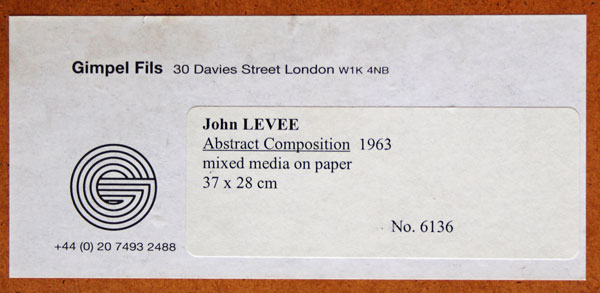 Gimpel Fils 30 Davies Street London W1K 4NB
John LEVEE
Abstract Composition 1963
mixed media on paper
37 x 28 cm
No. 6136
G
+44 (0) 20 7493 2488